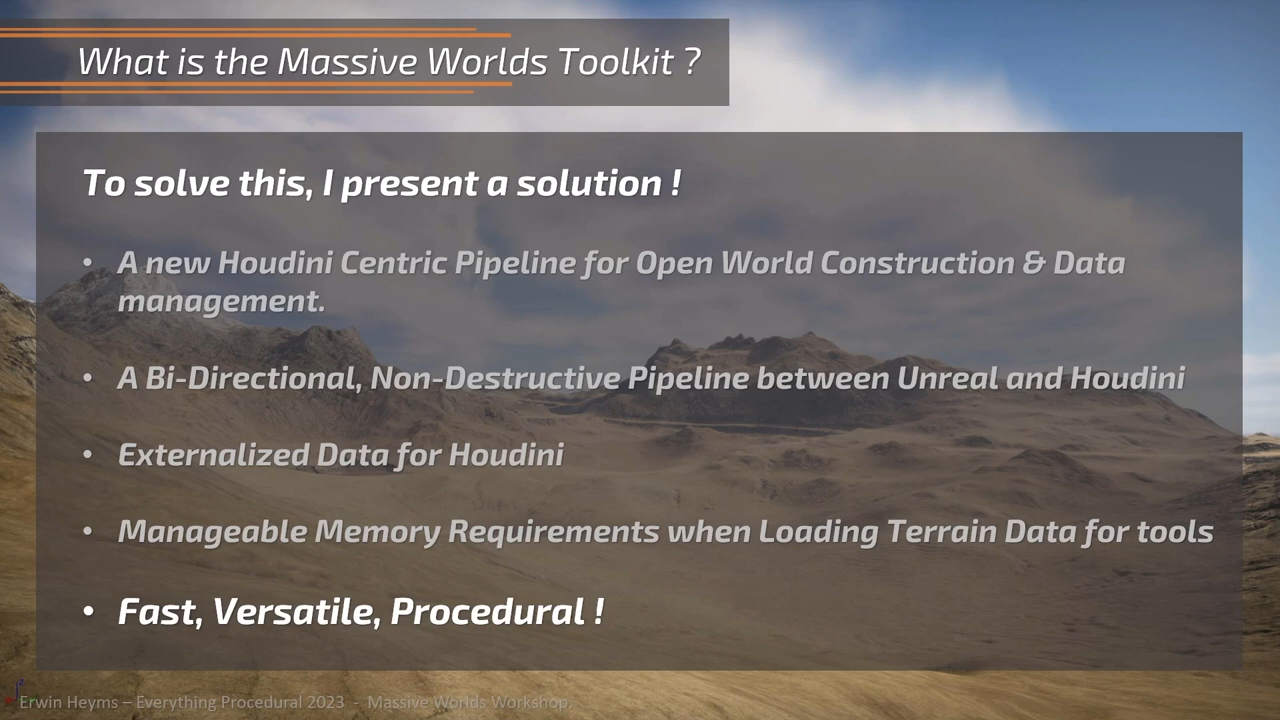 What is the Massive Worlds Toolkit ?
To solve this, I present a solution !
• A new Houdini Centric Pipeline for Open World Construction & Data
management.
• A Bi-Directional, Non-Destructive Pipeline between Unreal and Houdini
• Externalized Data for Houdini
• Manageable Memory Requirements when Loading Terrain Data for tools
• Fast, Versatile, Procedural !
Erwin Heyms – Everything Procedural 2023 - Massive Worlds Workshop.